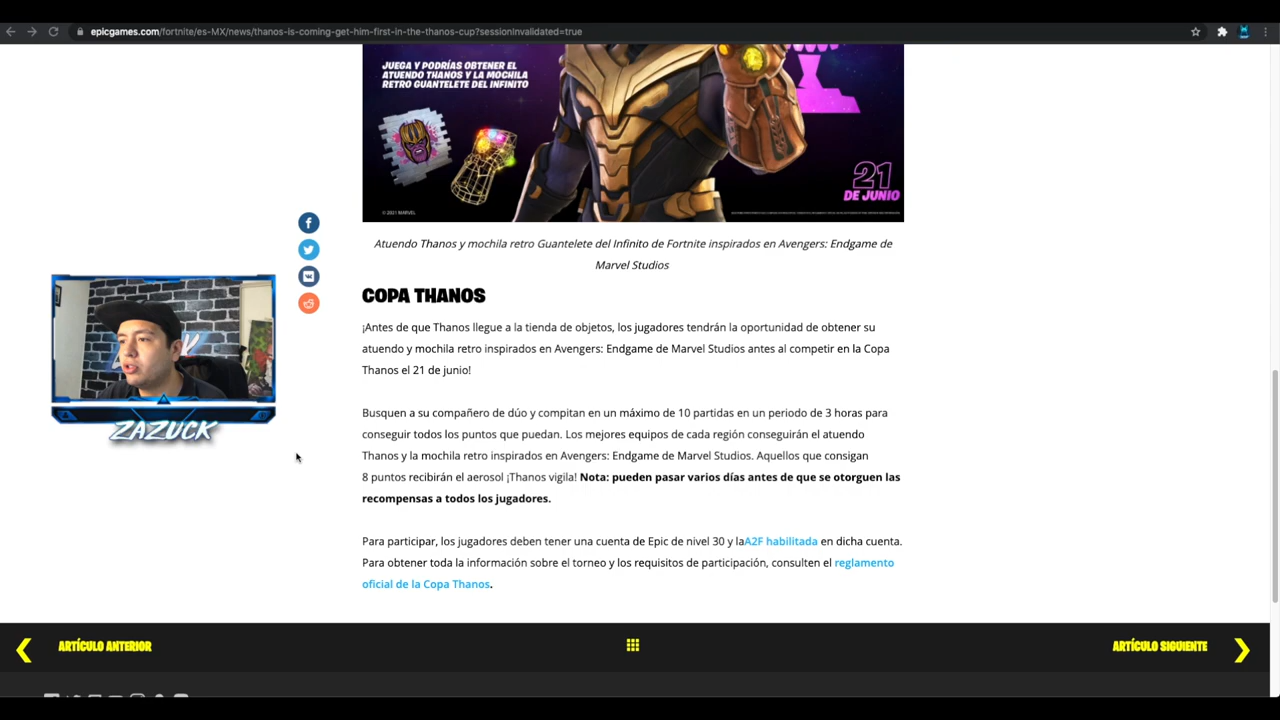 epicgames.com/fortnite/es-MX/news/thanos-is-coming-get-him-first-in-the-thanos-cup?sessionInvalidated=true
JUEGA Y PODRÍAS OBTENER EL
ATUENDO THANOS Y LA MOCHILA
RETRO GUANTELETE DEL INFINITO
21
DE JUNIO
© 2021 MARVEL
Atuendo Thanos y mochila retro Guantelete del Infinito de Fortnite inspirados en Avengers: Endgame de
Marvel Studios
COPA THANOS
¡Antes de que Thanos llegue a la tienda de objetos, los jugadores tendrán la oportunidad de obtener su
atuendo y mochila retro inspirados en Avengers: Endgame de Marvel Studios antes al competir en la Copa
Thanos el 21 de junio!
Busquen a su compañero de dúo y compitan en un máximo de 10 partidas en un periodo de 3 horas para
conseguir todos los puntos que puedan. Los mejores equipos de cada región conseguirán el atuendo
Thanos y la mochila retro inspirados en Avengers: Endgame de Marvel Studios. Aquellos que consigan
8 puntos recibirán el aerosol ¡Thanos vigila! Nota: pueden pasar varios días antes de que se otorguen las
recompensas a todos los jugadores.
Para participar, los jugadores deben tener una cuenta de Epic de nivel 30 y laA2F habilitada en dicha cuenta.
Para obtener toda la información sobre el torneo y los requisitos de participación, consulten el reglamento
oficial de la Copa Thanos.
ZAZUCK
ARTÍCULO ANTERIOR
ARTÍCULO SIGUIENTE